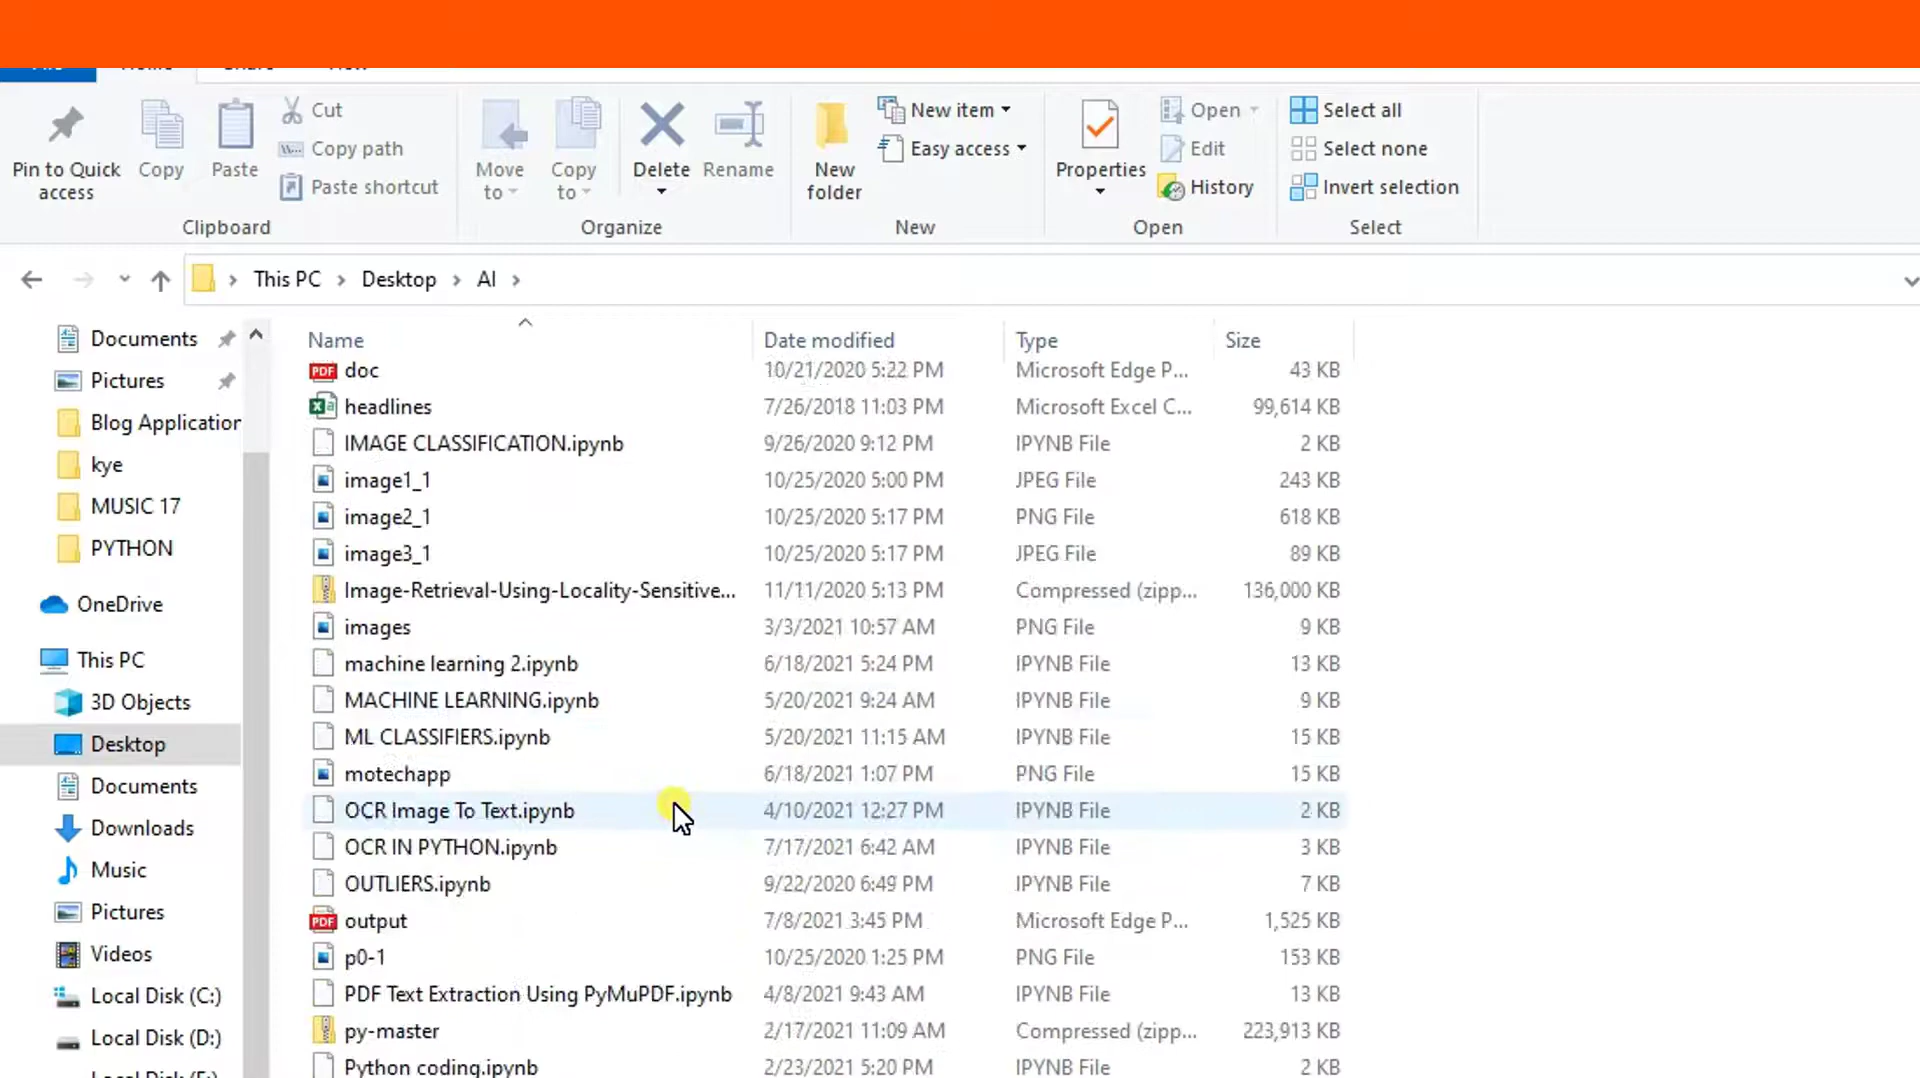 Pin to Quick access
Copy
Paste
Cut
Copy path
Paste shortcut
Clipboard
Move to
Copy to
Delete
Rename
Organize
New folder
New item
Easy access
New
Properties
Open
Edit
History
Open
Select all
Select none
Invert selection
Select
This PC > Desktop > AI >
Documents
Pictures
Blog Application
kye
MUSIC 17
PYTHON
OneDrive
This PC
3D Objects
Desktop
Documents
Downloads
Music
Pictures
Videos
Local Disk (C:)
Local Disk (D:)
Name Date modified Type Size
PDF doc 10/21/2020 5:22 PM Microsoft Edge P... 43 KB
headlines 7/26/2018 11:03 PM Microsoft Excel C... 99,614 KB
IMAGE CLASSIFICATION.ipynb 9/26/2020 9:12 PM IPYNB File 2 KB
image1_1 10/25/2020 5:00 PM JPEG File 243 KB
image2_1 10/25/2020 5:17 PM PNG File 618 KB
image3_1 10/25/2020 5:17 PM JPEG File 89 KB
Image-Retrieval-Using-Locality-Sensitive... 11/11/2020 5:13 PM Compressed (zipp... 136,000 KB
images 3/3/2021 10:57 AM PNG File 9 KB
machine learning 2.ipynb 6/18/2021 5:24 PM IPYNB File 13 KB
MACHINE LEARNING.ipynb 5/20/2021 9:24 AM IPYNB File 9 KB
ML CLASSIFIERS.ipynb 5/20/2021 11:15 AM IPYNB File 15 KB
motechapp 6/18/2021 1:07 PM PNG File 15 KB
OCR Image To Text.ipynb 4/10/2021 12:27 PM IPYNB File 2 KB
OCR IN PYTHON.ipynb 7/17/2021 6:42 AM IPYNB File 3 KB
OUTLIERS.ipynb 9/22/2020 6:49 PM IPYNB File 7 KB
PDF output 7/8/2021 3:45 PM Microsoft Edge P... 1,525 KB
p0-1 10/25/2020 1:25 PM PNG File 153 KB
PDF Text Extraction Using PyMuPDF.ipynb 4/8/2021 9:43 AM IPYNB File 13 KB
py-master 2/17/2021 11:09 AM Compressed (zipp... 223,913 KB
Python coding.ipynb 2/23/2021 5:20 PM IPYNB File 2 KB